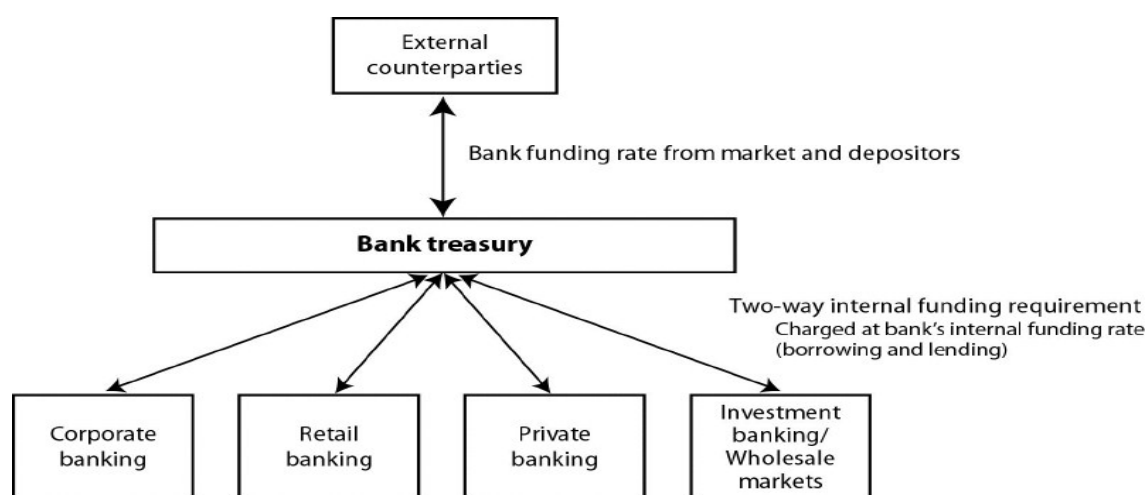 External
counterparties
Bank funding rate from market and depositors
Bank treasury
Two-way internal funding requirement
Charged at bank's internal funding rate
(borrowing and lending)
Corporate
banking
Retail
banking
Private
banking
Investment
banking/
Wholesale
markets